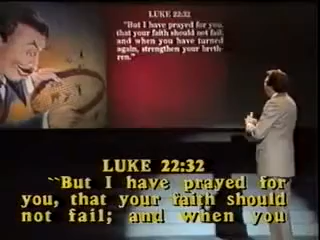 LUKE 22:32
"But I have prayed for you,
that your faith should not fail;
and when you have turned
again, strengthen your breth-
ren."
LUKE 22:32
``But I have prayed for
you, that your faith should
not fail; and when you